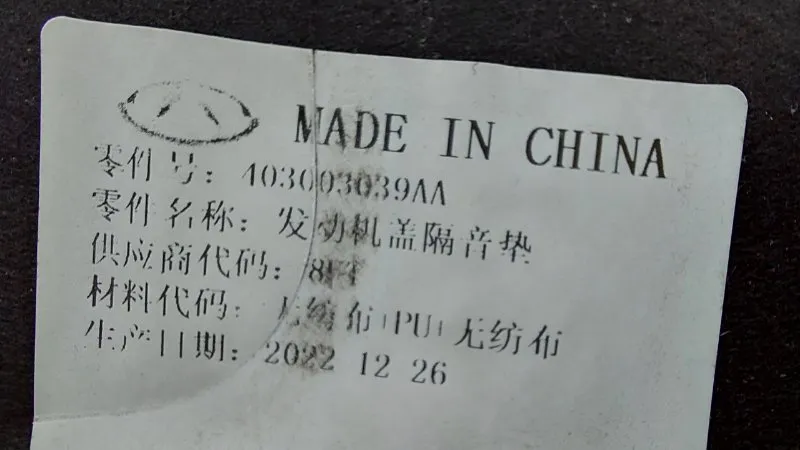 MADE IN CHINA
零件号: 403003039AA
零件名称: 发动机盖隔音垫
供应商代码:
材料代码: 无纺布+PU+无纺布
生产日期: 2022 12 26